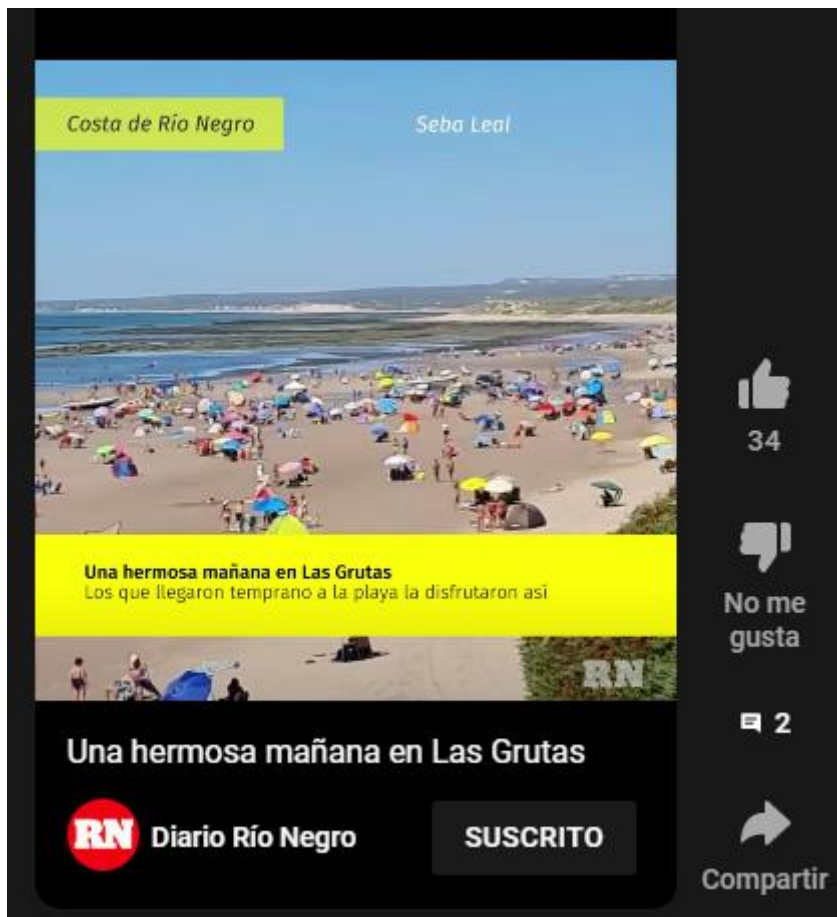 Costa de Río Negro
Seba Leal
Una hermosa mañana en Las Grutas
Los que llegaron temprano a la playa la disfrutaron así
RN
Una hermosa mañana en Las Grutas
RN Diario Río Negro
SUSCRITO
34
No me
gusta
2
Compartir